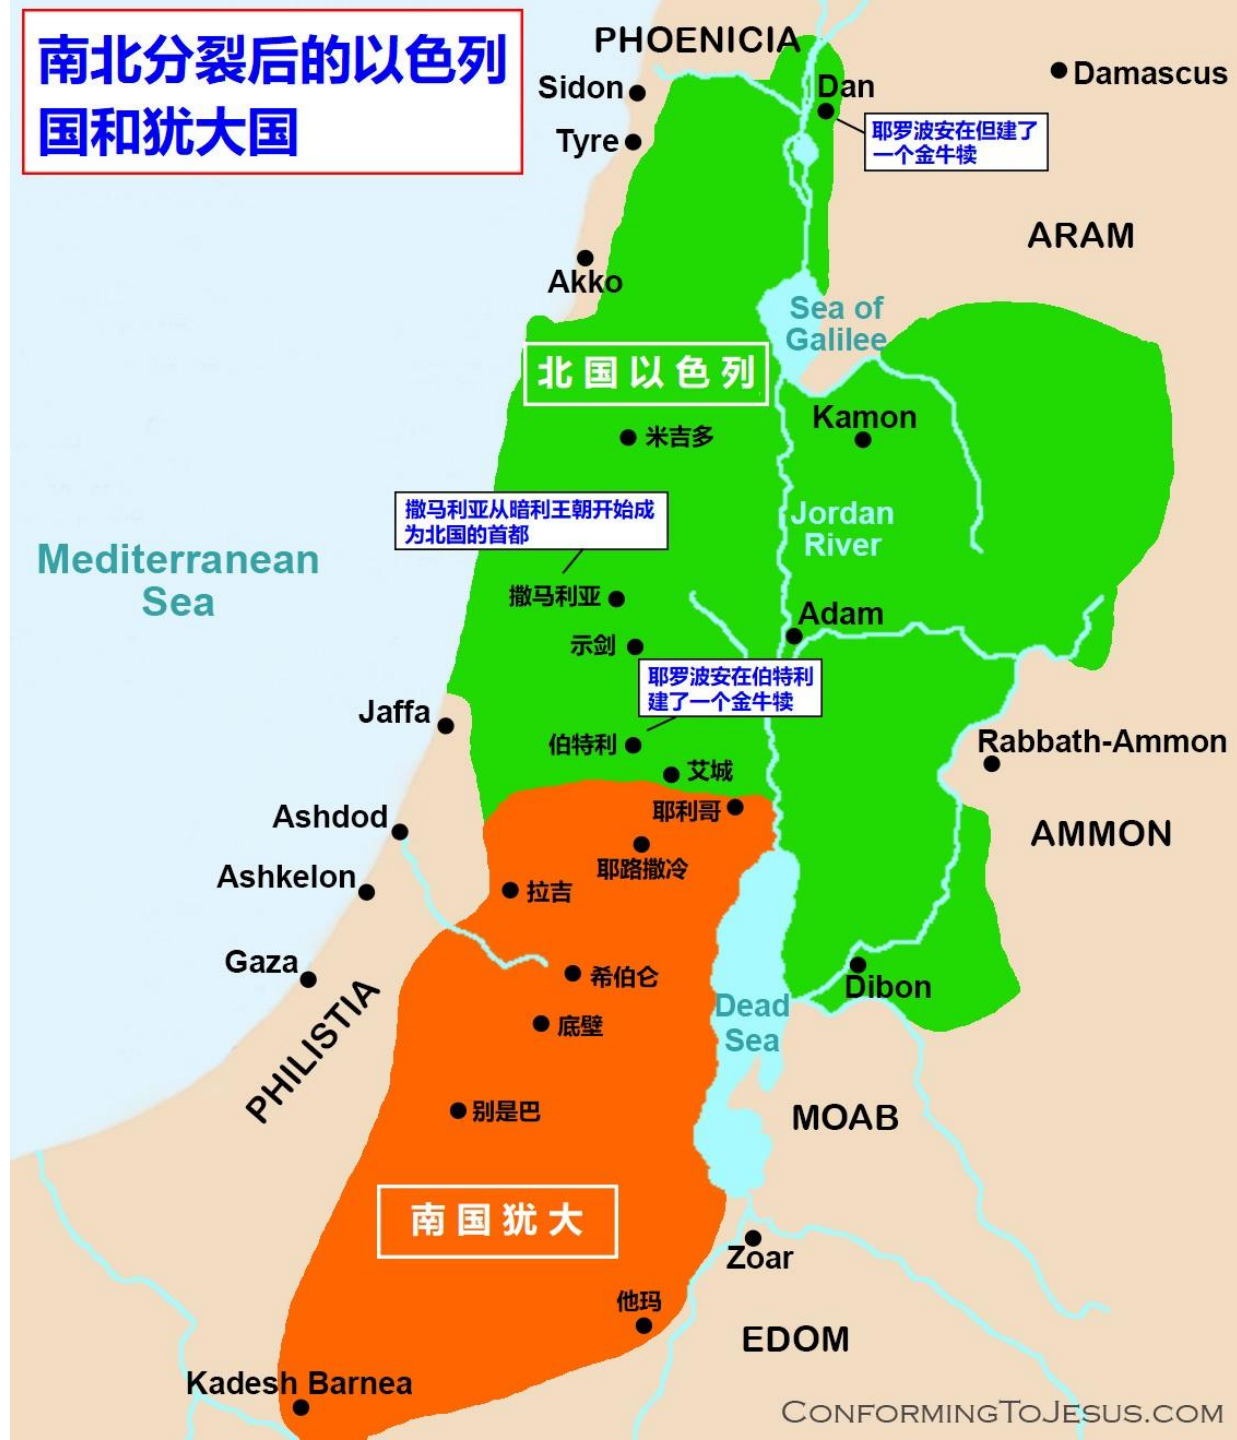 南北分裂后的以色列
国和犹大国
PHOENICIA
Sidon
Damascus
Dan
Tyre
耶罗波安在但建了
一个金牛犊
ARAM
Akko
Sea of
Galilee
北国以色列
Kamon
米吉多
撒马利亚从暗利王朝开始成
为北国的首都
Jordan
River
Mediterranean
Sea
撒马利亚
Adam
示剑
耶罗波安在伯特利
建了一个金牛犊
Jaffa
伯特利
Rabbath-Ammon
艾城
耶利哥
Ashdod
AMMON
耶路撒冷
Ashkelon
拉吉
Gaza
希伯仑
Dibon
Dead
Sea
底璧
PHILISTIA
别是巴
MOAB
南国犹大
Zoar
他玛
EDOM
Kadesh Barnea
CONFORMINGTOJESUS.COM